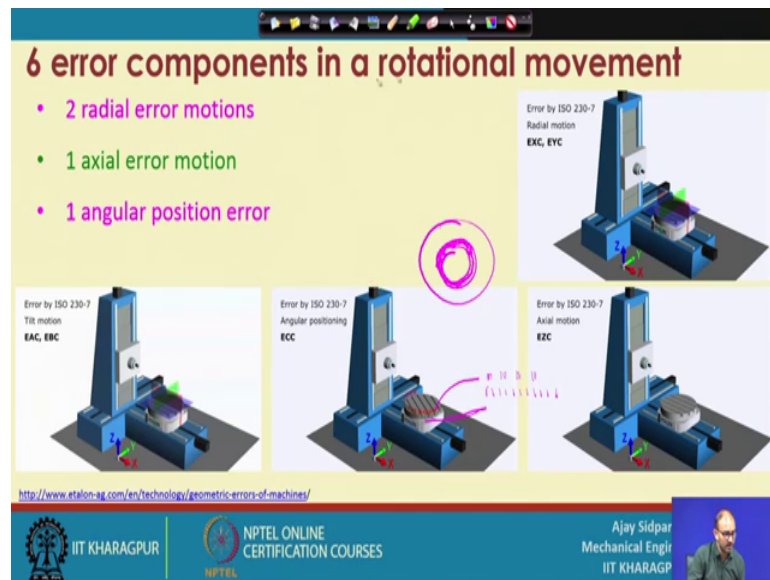 6 error components in a rotational movement
• 2 radial error motions
• 1 axial error motion
• 1 angular position error
Error by ISO 230-7
Radial motion
EXC, EYC
Z
Y
X
Error by ISO 230-7
Tilt motion
EAC, EBC
Z
Y
X
Error by ISO 230-7
Angular positioning
ECC
Z
Y
X
Error by ISO 230-7
Axial motion
EZC
Z
Y
X
http://www.etalon-ag.com/en/technology/geometric-errors-of-machines/
IIT KHARAGPUR
NPTEL
NPTEL ONLINE
CERTIFICATION COURSES
Ajay Sidpar
Mechanical Engi
IIT KHARAGP